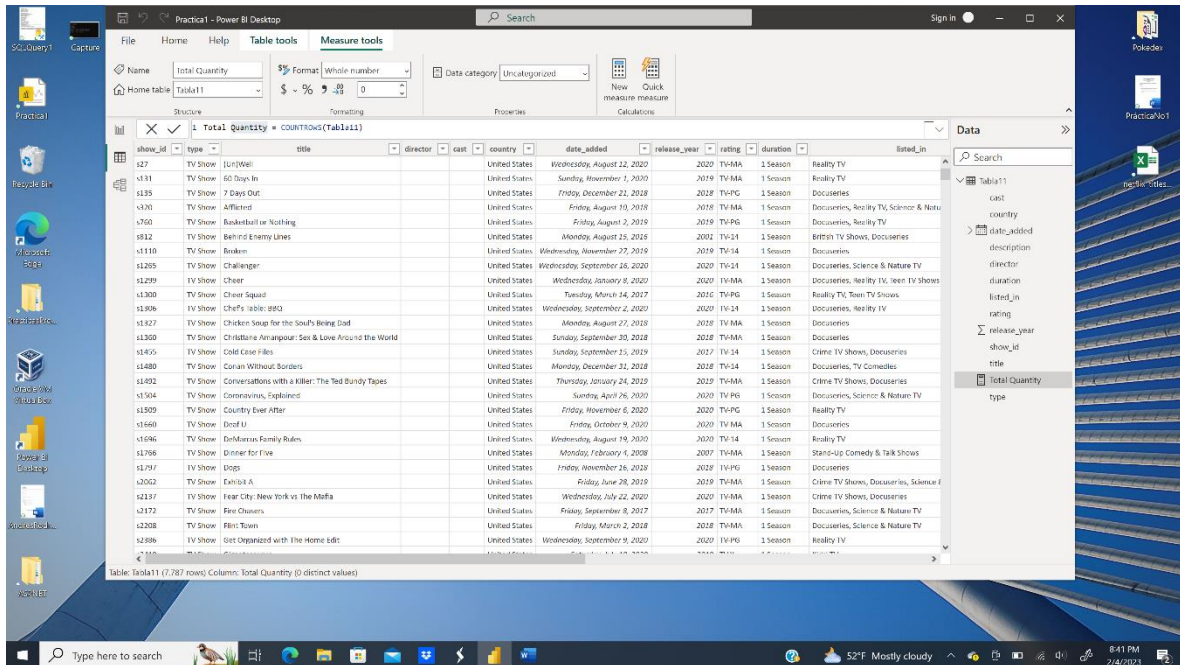 SQLQuery1
Capture
Practica1
Recycle Bin
Microsoft Edge
Oracle VM VirtualBox
Power BI Desktop
ASP.NET
Pokedex
PrácticaNo1
Practica1 - Power BI Desktop
Search
Sign in
File Home Help Table tools Measure tools
Name Total Quantity
Home table Tabla11
Structure
$% Format Whole number
$ % 0
Formatting
Data category Uncategorized
Properties
New measure
Quick measure
Calculations
1 Total Quantity = COUNTROWS(Tabla11)
show_id type title director cast country date_added release_year rating duration listed_in
s27 TV Show (Un)Well United States Wednesday, August 12, 2020 2020 TV-MA 1 Season Reality TV
s131 TV Show 60 Days In United States Sunday, November 1, 2020 2019 TV-MA 1 Season Reality TV
s135 TV Show 7 Days Out United States Friday, December 21, 2018 2018 TV-PG 1 Season Docuseries
s320 TV Show Afflicted United States Friday, August 10, 2018 2018 TV-MA 1 Season Docuseries, Reality TV, Science & Natu
s760 TV Show Basketball or Nothing United States Friday, August 2, 2019 2019 TV-PG 1 Season Docuseries, Reality TV
s812 TV Show Behind Enemy Lines United States Monday, August 15, 2016 2001 TV-14 1 Season British TV Shows, Docuseries
s1110 TV Show Broken United States Wednesday, November 27, 2019 2019 TV-14 1 Season Docuseries
s1265 TV Show Challenger United States Wednesday, September 16, 2020 2020 TV-14 1 Season Docuseries, Science & Nature TV
s1299 TV Show Cheer United States Wednesday, January 8, 2020 2020 TV-MA 1 Season Docuseries, Reality TV, Teen TV Shows
s1300 TV Show Cheer Squad United States Tuesday, March 14, 2017 2016 TV-PG 1 Season Reality TV, Teen TV Shows
s1306 TV Show Chef's Table: BBQ United States Wednesday, September 2, 2020 2020 TV-14 1 Season Docuseries, Reality TV
s1327 TV Show Chicken Soup for the Soul's Being Dad United States Monday, August 27, 2018 2018 TV-MA 1 Season Docuseries
s1360 TV Show Christiane Amanpour: Sex & Love Around the World United States Sunday, September 30, 2018 2018 TV-MA 1 Season Docuseries
s1455 TV Show Cold Case Files United States Sunday, September 15, 2019 2017 TV-14 1 Season Crime TV Shows, Docuseries
s1480 TV Show Conan Without Borders United States Monday, December 31, 2018 2018 TV-14 1 Season Docuseries, TV Comedies
s1492 TV Show Conversations with a Killer: The Ted Bundy Tapes United States Thursday, January 24, 2019 2019 TV-MA 1 Season Crime TV Shows, Docuseries
s1504 TV Show Coronavirus, Explained United States Sunday, April 26, 2020 2020 TV-PG 1 Season Docuseries, Science & Nature TV
s1509 TV Show Country Ever After United States Friday, November 6, 2020 2020 TV-PG 1 Season Reality TV
s1660 TV Show Deaf U United States Friday, October 9, 2020 2020 TV-MA 1 Season Reality TV
s1696 TV Show DeMarcus Family Rules United States Wednesday, August 19, 2020 2020 TV-14 1 Season Reality TV
s1766 TV Show Dinner for Five United States Monday, February 4, 2008 2007 TV-MA 1 Season Stand-Up Comedy & Talk Shows
s1797 TV Show Dogs United States Friday, November 16, 2018 2018 TV-PG 1 Season Docuseries
s2062 TV Show Exhibit A United States Friday, June 28, 2019 2019 TV-MA 1 Season Crime TV Shows, Docuseries, Science &
s2137 TV Show Fear City: New York vs The Mafia United States Wednesday, July 22, 2020 2020 TV-MA 1 Season Crime TV Shows, Docuseries
s2172 TV Show Fire Chasers United States Friday, September 8, 2017 2017 TV-MA 1 Season Docuseries, Science & Nature TV
s2208 TV Show Flint Town United States Friday, March 2, 2018 2018 TV-MA 1 Season Docuseries, Science & Nature TV
s2386 TV Show Get Organized with The Home Edit United States Wednesday, September 9, 2020 2020 TV-PG 1 Season Reality TV
Table: Tabla11 (7,787 rows) Column: Total Quantity (0 distinct values)
Data
Search
Tabla11
cast
country
date_added
description
director
duration
listed_in
rating
release_year
show_id
title
Total Quantity
type
Type here to search
52°F Mostly cloudy
8:41 PM
2/4/2023